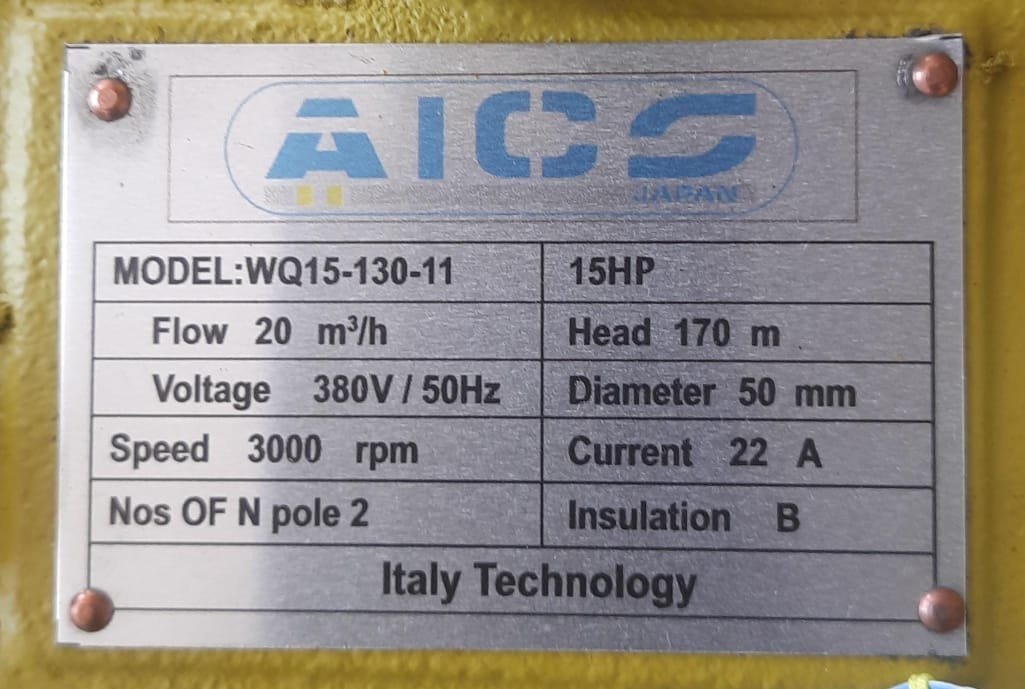 AICS
JAPAN
MODEL:WQ15-130-11 15HP
Flow 20 m³/h Head 170 m
Voltage 380V / 50Hz Diameter 50 mm
Speed 3000 rpm Current 22 A
Nos OF N pole 2 Insulation B
Italy Technology